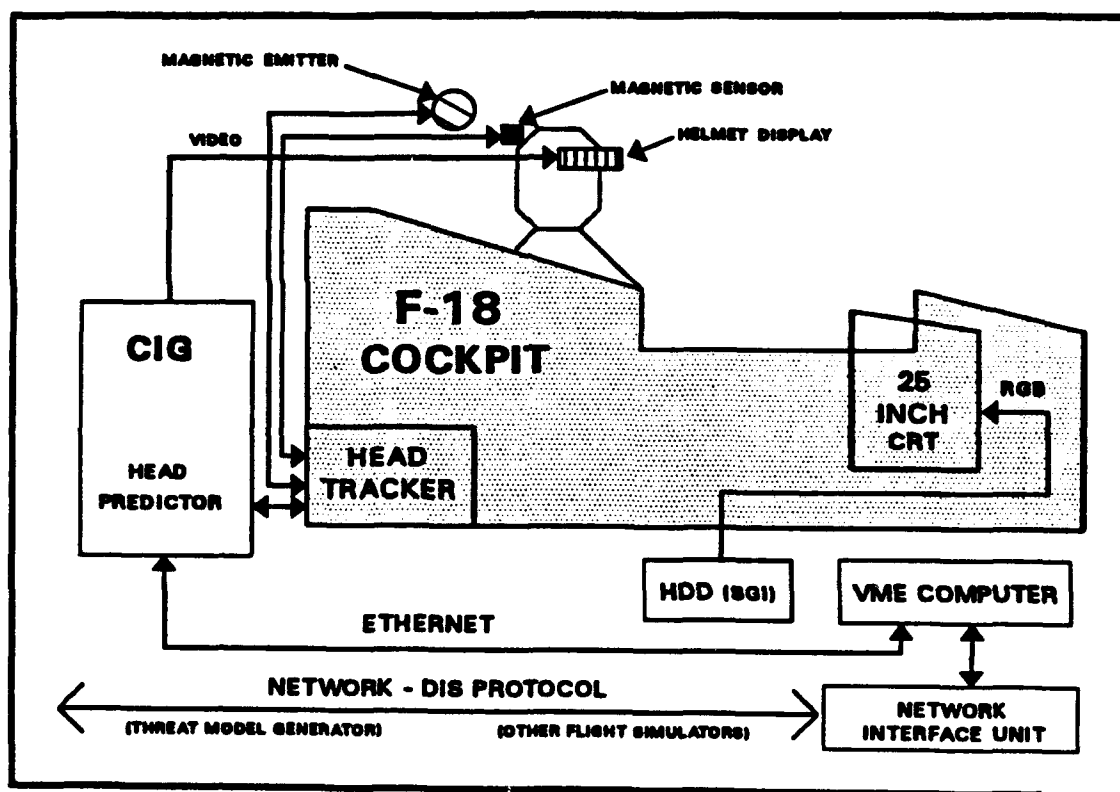 MAGNETIC EMITTER
MAGNETIC SENSOR
VIDEO
HELMET DISPLAY
F-18
COCKPIT
CIG
25
INCH
CRT
RGB
HEAD
TRACKER
HEAD
PREDICTOR
HDD (SGI)
VME COMPUTER
ETHERNET
NETWORK - DIS PROTOCOL
(THREAT MODEL GENERATOR)
(OTHER FLIGHT SIMULATORS)
NETWORK
INTERFACE UNIT